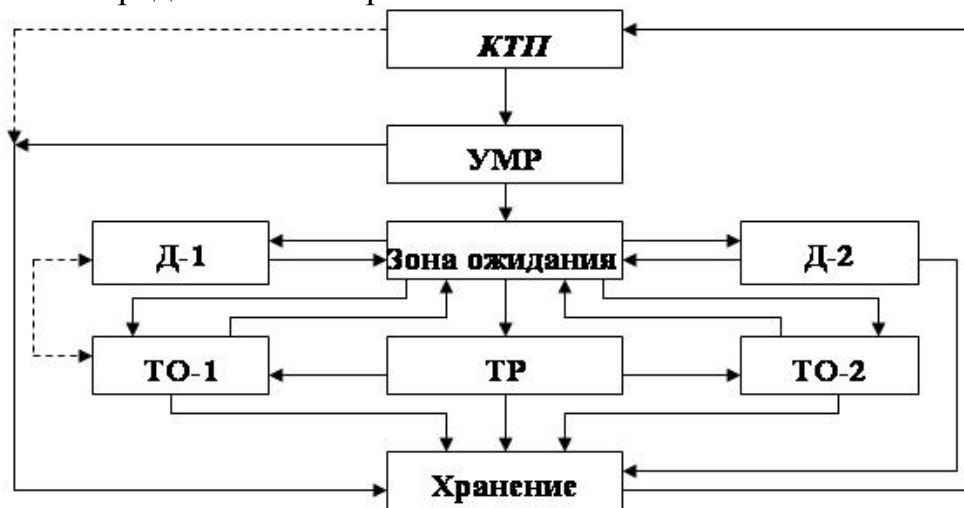 КТП
УМР
Д-1
Зона ожидания
Д-2
ТО-1
ТР
ТО-2
Хранение